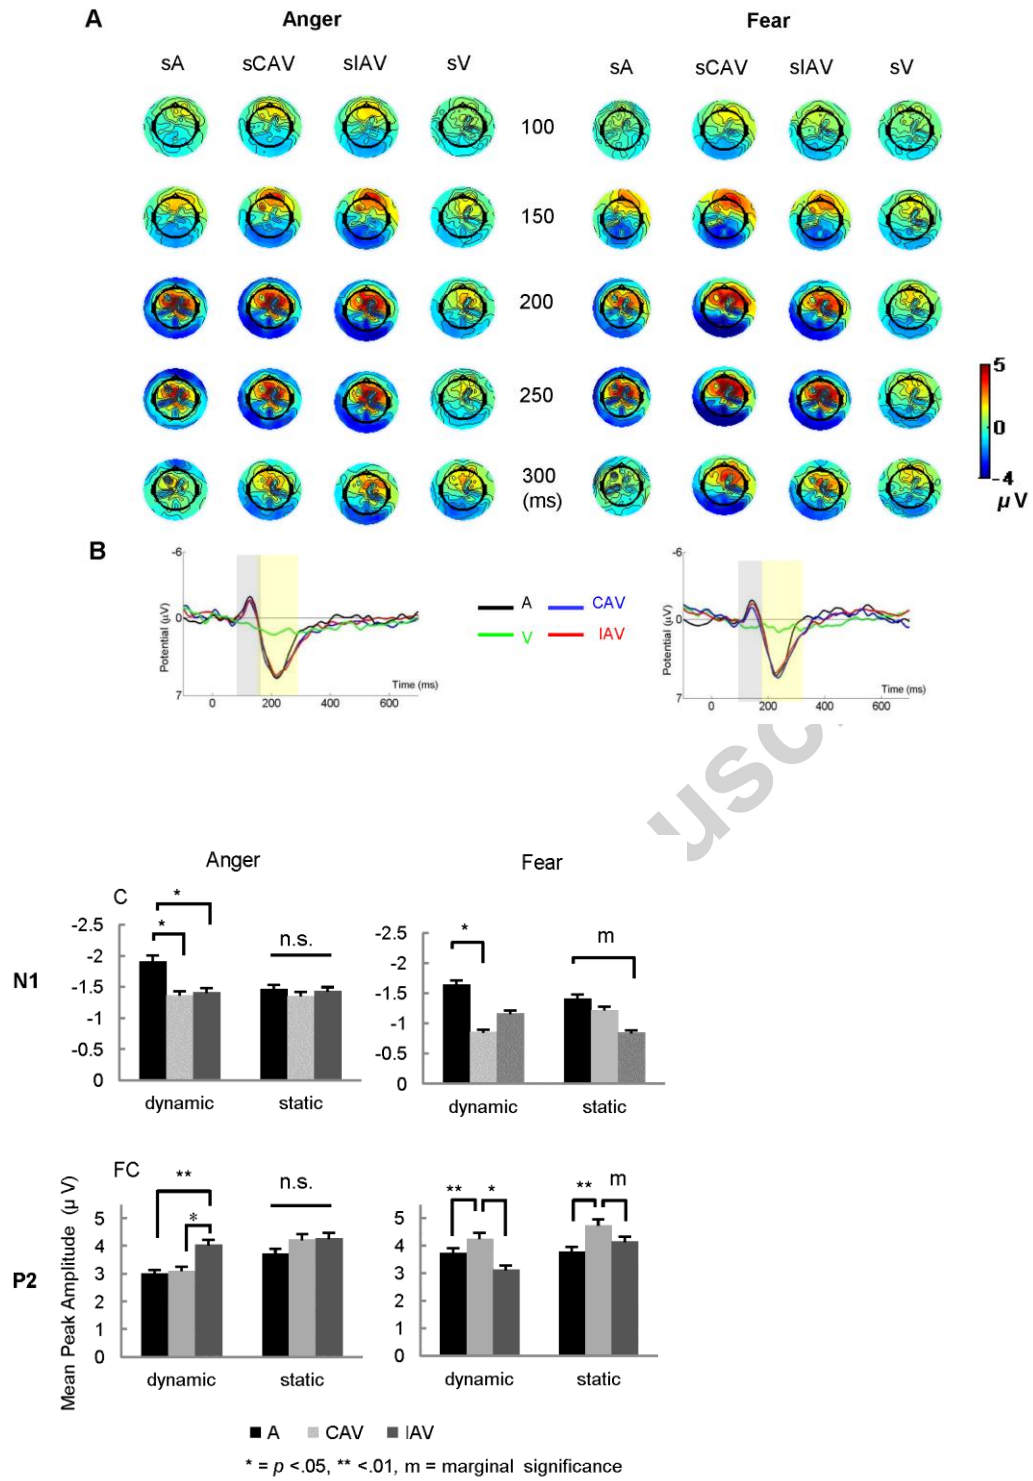 A Anger Fear
sA sCAV sIAV sV sA sCAV sIAV sV
100
150
200
250
300
(ms)
5
0
-4
μV
B
-6
0
7
Potential (μV)
Time (ms)
0 200 400 600
A CAV
V IAV
-6
0
7
Potential (μV)
Time (ms)
0 200 400 600
usc
Anger Fear
C
N1
-2.5
-2
-1.5
-1
-0.5
0
* *
n.s.
dynamic static
-2.5
-2
-1.5
-1
-0.5
0
*
m
dynamic static
FC
P2
Mean Peak Amplitude (μ V)
5
4
3
2
1
0
**
*
n.s.
dynamic static
5
4
3
2
1
0
** * ** m
dynamic static
A CAV IAV
* = p <.05, ** <.01, m = marginal significance